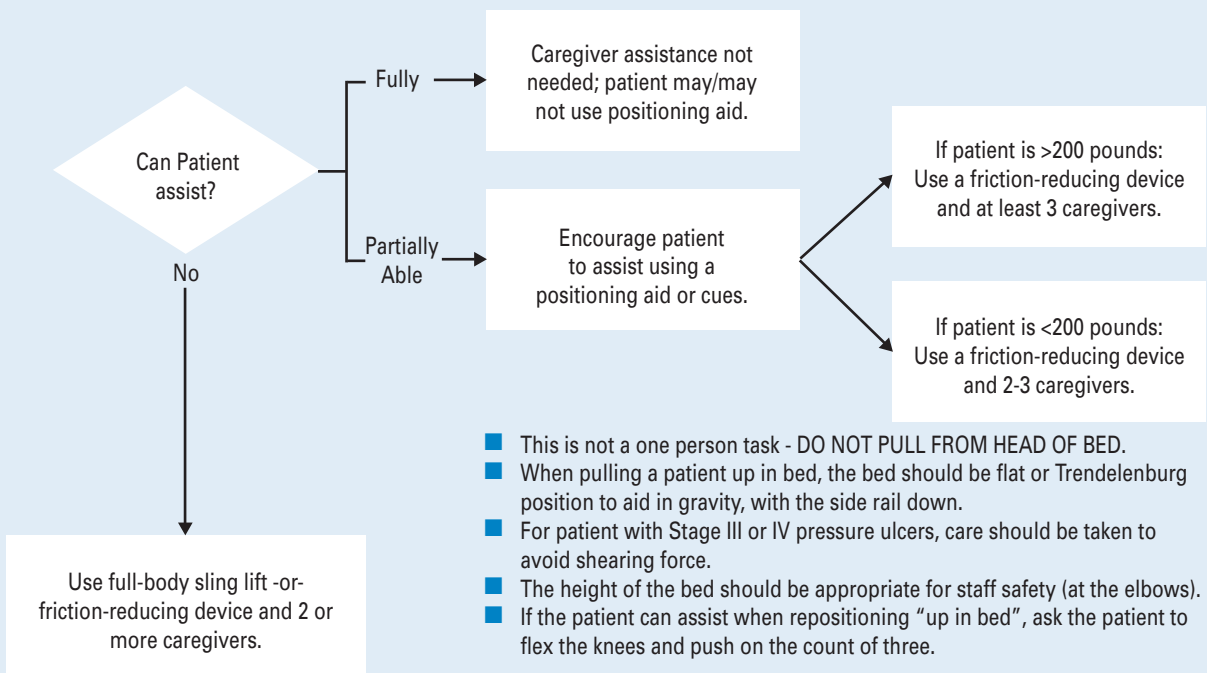 Can Patient
assist?
Fully
Caregiver assistance not
needed; patient may/may
not use positioning aid.
Partially
Able
Encourage patient
to assist using a
positioning aid or cues.
If patient is >200 pounds:
Use a friction-reducing device
and at least 3 caregivers.
If patient is <200 pounds:
Use a friction-reducing device
and 2-3 caregivers.
No
Use full-body sling lift -or-
friction-reducing device and 2 or
more caregivers.
This is not a one person task - DO NOT PULL FROM HEAD OF BED.
When pulling a patient up in bed, the bed should be flat or Trendelenburg
position to aid in gravity, with the side rail down.
For patient with Stage III or IV pressure ulcers, care should be taken to
avoid shearing force.
The height of the bed should be appropriate for staff safety (at the elbows).
If the patient can assist when repositioning “up in bed”, ask the patient to
flex the knees and push on the count of three.